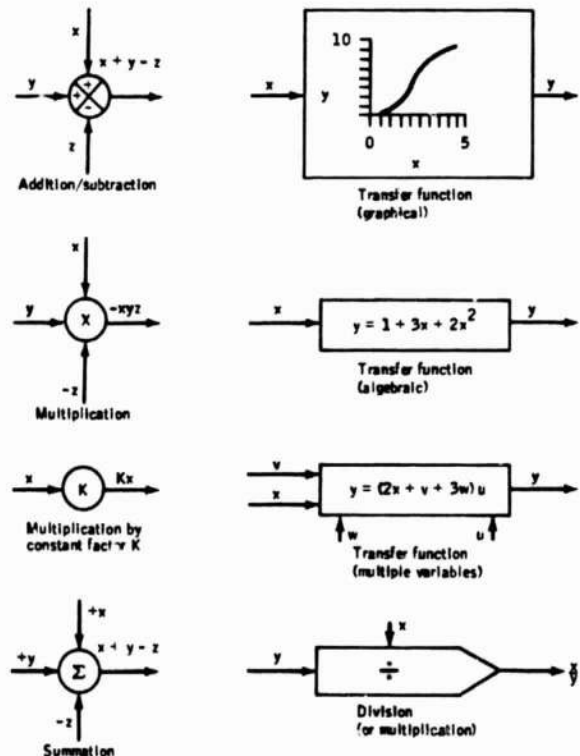 x
y
x + y - z
+
+
-
z
Addition/subtraction
10
x
y
y
0
5
x
Transfer function
(graphical)
x
y
X
-xyz
-z
Multiplication
x
y = 1 + 3x + 2x²
y
Transfer function
(algebraic)
x
K
Kx
Multiplication by
constant factor K
v
x
y = (2x + v + 3w) u
y
w
u
Transfer function
(multiple variables)
+x
+y
x + y - z
Σ
-z
Summation
x
y
÷
x/y
Division
(or multiplication)